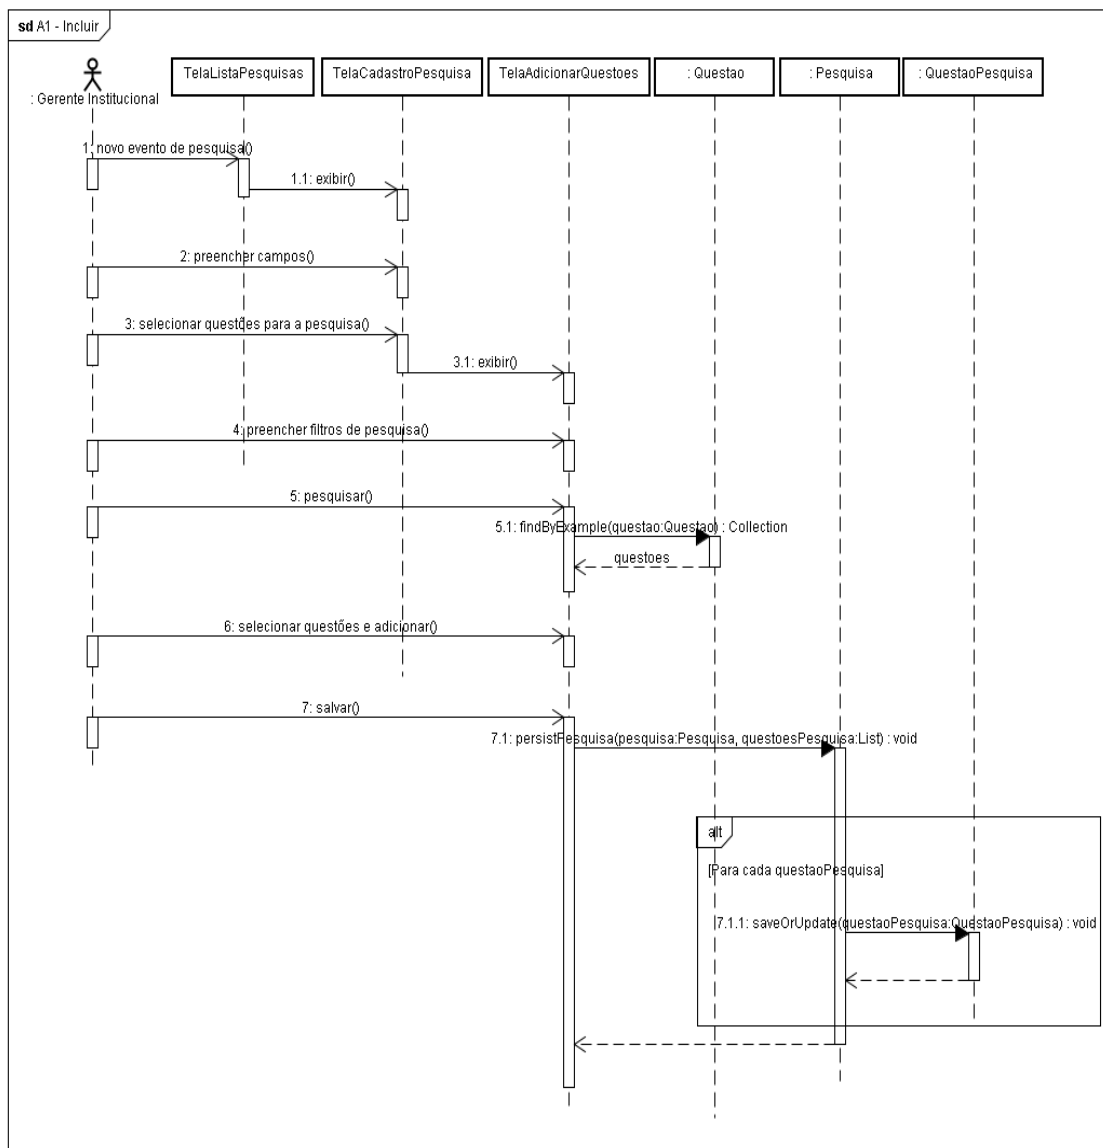 sd A1 - Incluir
: Gerente Institucional
TelaListaPesquisas
TelaCadastroPesquisa
TelaAdicionarQuestoes
: Questao
: Pesquisa
: QuestaoPesquisa
1: novo evento de pesquisa()
1.1: exibir()
2: preencher campos()
3: selecionar questões para a pesquisa()
3.1: exibir()
4: preencher filtros de pesquisa()
5: pesquisar()
5.1: findByExample(questao:Questao) : Collection
questoes
6: selecionar questões e adicionar()
7: salvar()
7.1: persistPesquisa(pesquisa:Pesquisa, questoesPesquisa:List) : void
alt
[Para cada questaoPesquisa]
7.1.1: saveOrUpdate(questaoPesquisa:QuestaoPesquisa) : void